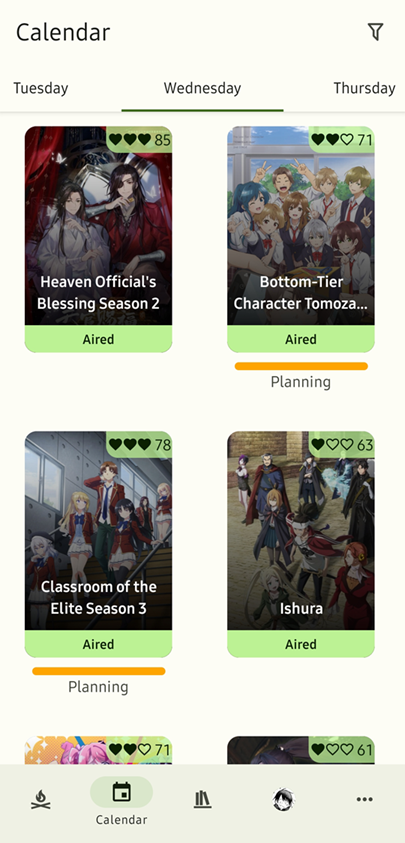 Calendar
Tuesday
Wednesday
Thursday
85
71
Heaven Official's
Blessing Season 2
Bottom-Tier
Character Tomoza...
Aired
Aired
Planning
78
63
Classroom of the
Elite Season 3
Ishura
Aired
Aired
Planning
71
61
Calendar